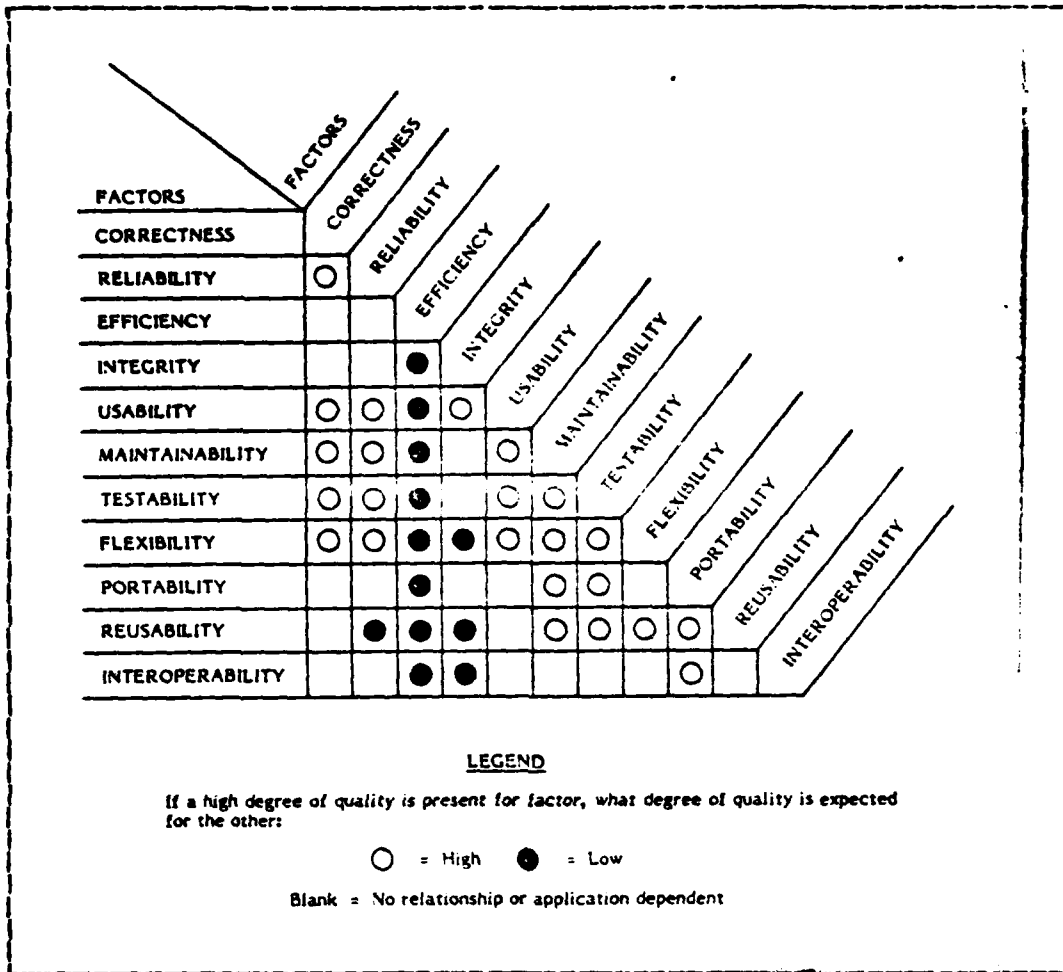 FACTORS
CORRECTNESS
RELIABILITY
EFFICIENCY
INTEGRITY
USABILITY
MAINTAINABILITY
TESTABILITY
FLEXIBILITY
PORTABILITY
REUSABILITY
INTEROPERABILITY
FACTORS
CORRECTNESS
RELIABILITY
EFFICIENCY
INTEGRITY
USABILITY
MAINTAINABILITY
TESTABILITY
FLEXIBILITY
PORTABILITY
REUSABILITY
INTEROPERABILITY
LEGEND
If a high degree of quality is present for factor, what degree of quality is expected
for the other:
= High = Low
Blank = No relationship or application dependent